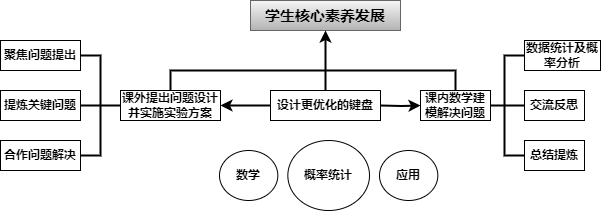 学生核心素养发展
聚焦问题提出
提炼关键问题
合作问题解决
课外提出问题设计
并实施实验方案
设计更优化的键盘
课内数学建
模解决问题
数据统计及概
率分析
交流反思
总结提炼
数学
概率统计
应用